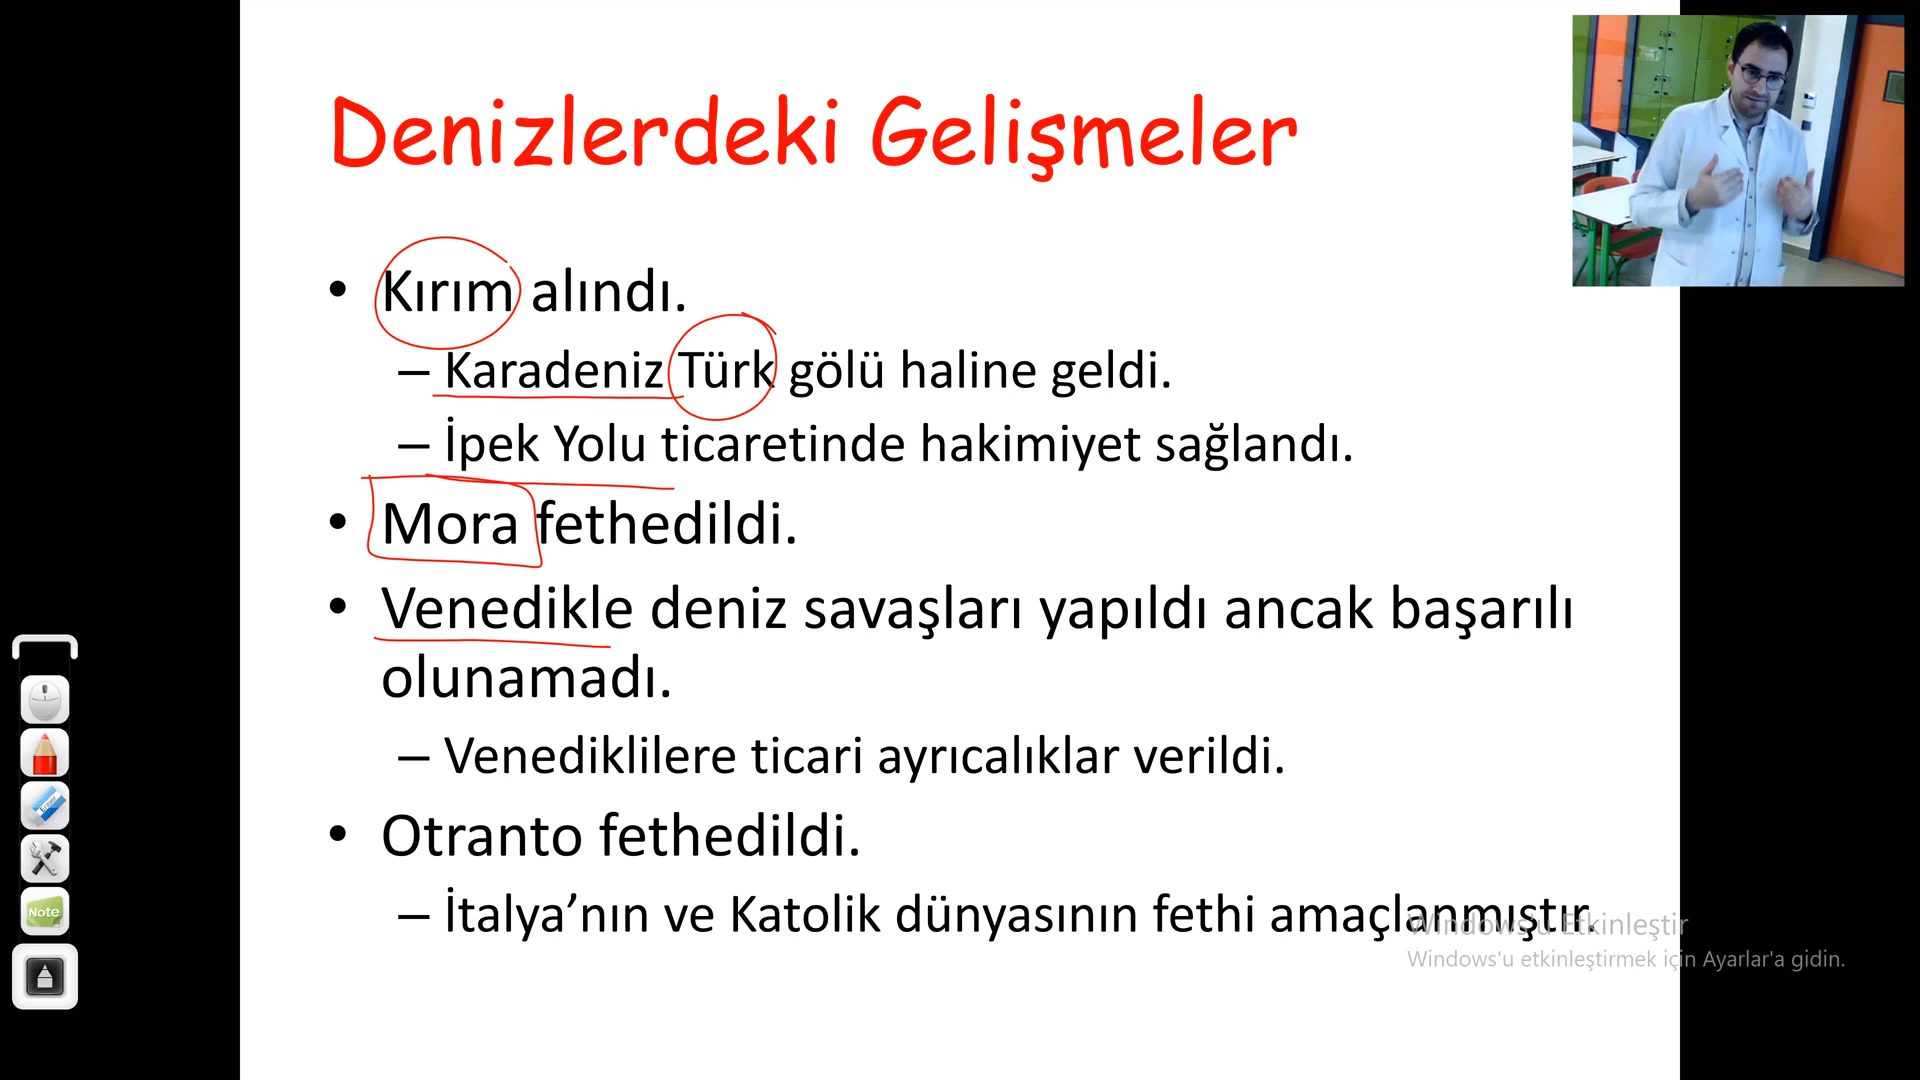 Denizlerdeki Gelişmeler
• Kırım alındı.
– Karadeniz Türk gölü haline geldi.
– İpek Yolu ticaretinde hakimiyet sağlandı.
• Mora fethedildi.
• Venedikle deniz savaşları yapıldı ancak başarılı
olunamadı.
– Venediklilere ticari ayrıcalıklar verildi.
• Otranto fethedildi.
– İtalya’nın ve Katolik dünyasının fethi amaçlanmıştır.
Windows'u Etkinleştir
Windows'u etkinleştirmek için Ayarlar'a gidin.
Eraser
Note